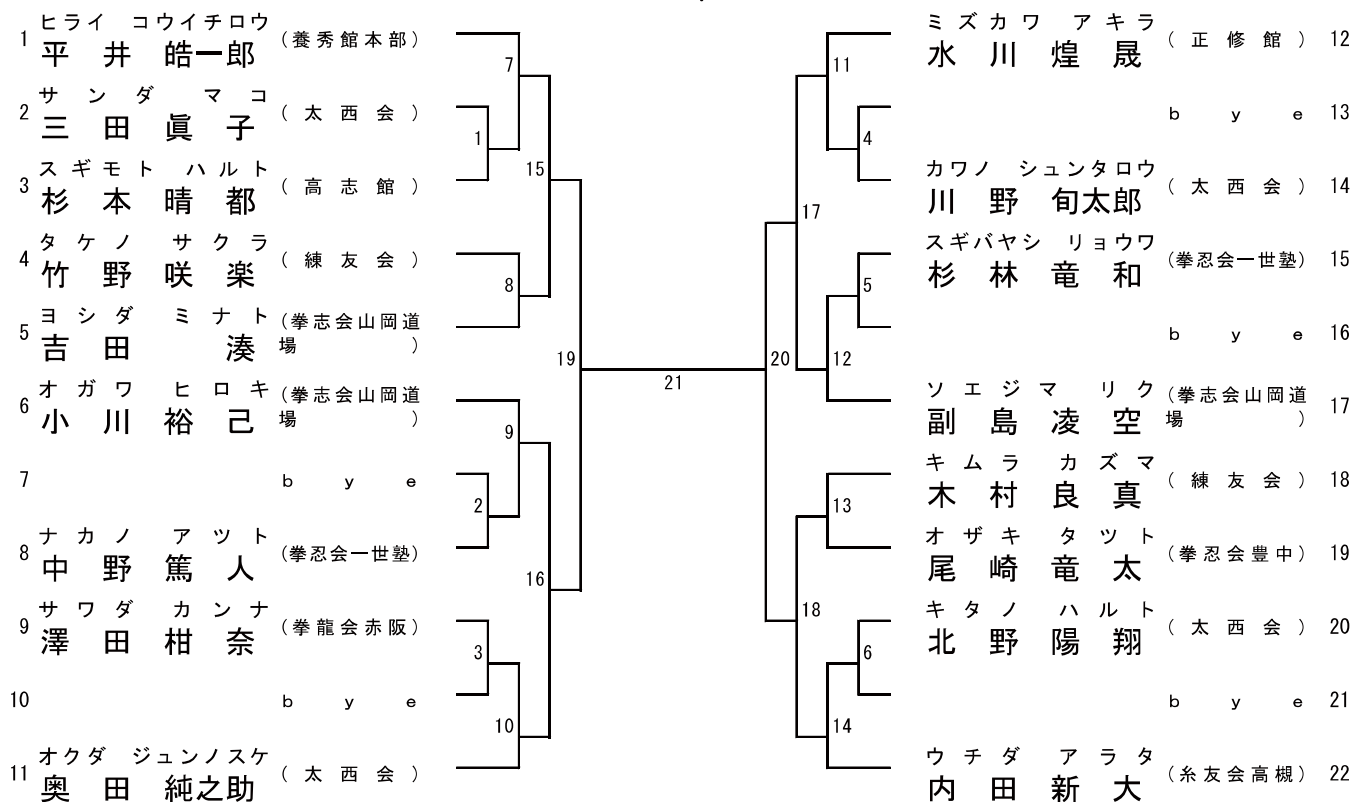 ヒライ コウイチロウ
1 平井 皓一郎 (養秀館本部)
サンダ マコ
2 三田 眞子 (太西会)
スギモト ハルト
3 杉本 晴都 (高志館)
タケノ サクラ
4 竹野 咲楽 (練友会)
ヨシダ ミナト
5 吉田 湊 (拳志会山岡道
場)
オガワ ヒロキ
6 小川 裕己 (拳志会山岡道
場)
7 bye
ナカノ アツト
8 中野 篤人 (拳忍会一世塾)
サワダ カンナ
9 澤田 柑奈 (拳龍会赤阪)
10 bye
オクダ ジュンノスケ
11 奥田 純之助 (太西会)
7
1
15
8
19
9
2
16
3
10
21
11
4
17
5
20
12
13
18
6
14
ミズカワ アキラ
水川 煌晟 (正修館) 12
bye 13
カワノ シュンタロウ
川野 旬太郎 (太西会) 14
スギバヤシ リョウワ
杉林 竜和 (拳忍会一世塾) 15
bye 16
ソエジマ リク
副島 凌空 (拳志会山岡道
場) 17
キムラ カズマ
木村 良真 (練友会) 18
オザキ タツト
尾崎 竜太 (拳忍会豊中) 19
キタノ ハルト
北野 陽翔 (太西会) 20
bye 21
ウチダ アラタ
内田 新大 (糸友会高槻) 22